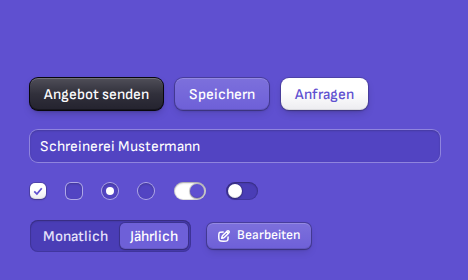 Angebot senden Speichern Anfragen
Schreinerei Mustermann
Monatlich Jährlich Bearbeiten